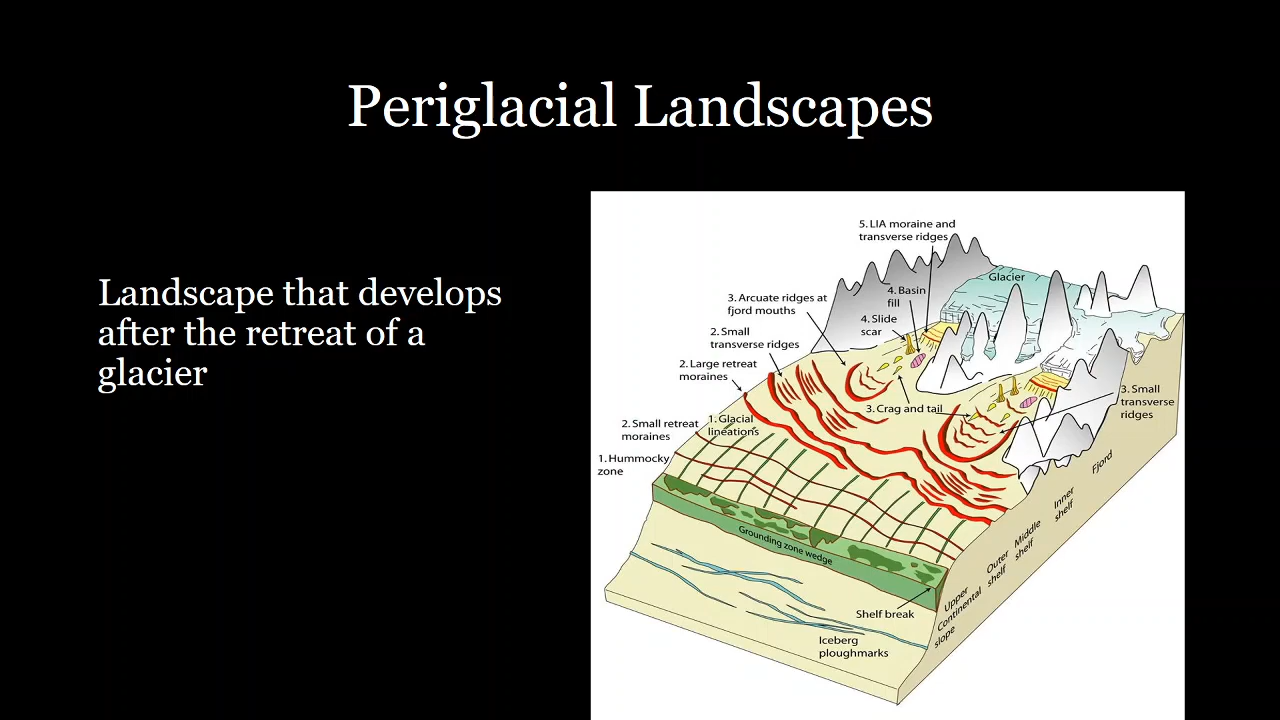 Periglacial Landscapes
Landscape that develops
after the retreat of a
glacier
5. LIA moraine and
transverse ridges
Glacier
4. Basin
fill
3. Arcuate ridges at
fjord mouths
4. Slide
scar
2. Small
transverse ridges
2. Large retreat
moraines
3. Crag and tail
3. Small
transverse
ridges
2. Small retreat
moraines
1. Glacial
lineations
1. Hummocky
zone
Fjord
Inner
shelf
Middle
shelf
Outer
shelf
Upper
Continental
slope
Grounding zone wedge
Shelf break
Iceberg
ploughmarks